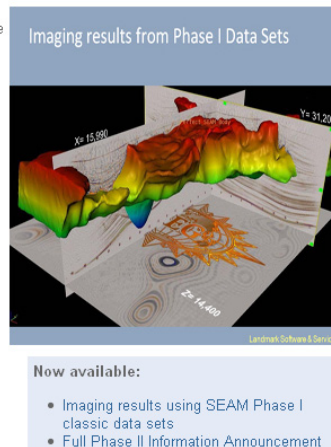 e
Imaging results from Phase I Data Sets
X= 15,990
Y= 31,20
Z= 14,400
Landmark Software & Servic
Now available:
• Imaging results using SEAM Phase I
classic data sets
• Full Phase II Information Announcement